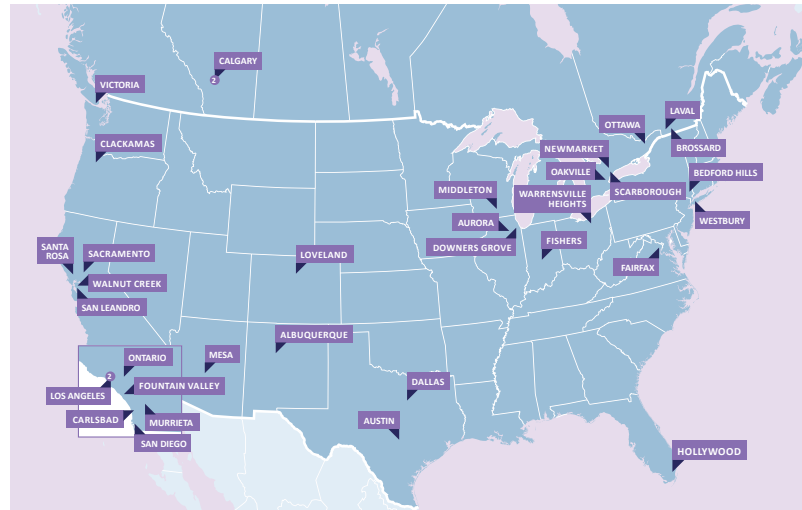 CALGARY
2
VICTORIA
LAVAL
OTTAWA
CLACKAMAS
NEWMARKET
BROSSARD
OAKVILLE
BEDFORD HILLS
MIDDLETON
WARRENSVILLE
HEIGHTS
SCARBOROUGH
AURORA
WESTBURY
DOWNERS GROVE
FISHERS
SANTA
ROSA
SACRAMENTO
LOVELAND
FAIRFAX
WALNUT CREEK
SAN LEANDRO
ALBUQUERQUE
ONTARIO
MESA
2
FOUNTAIN VALLEY
DALLAS
LOS ANGELES
CARLSBAD
MURRIETA
AUSTIN
SAN DIEGO
HOLLYWOOD